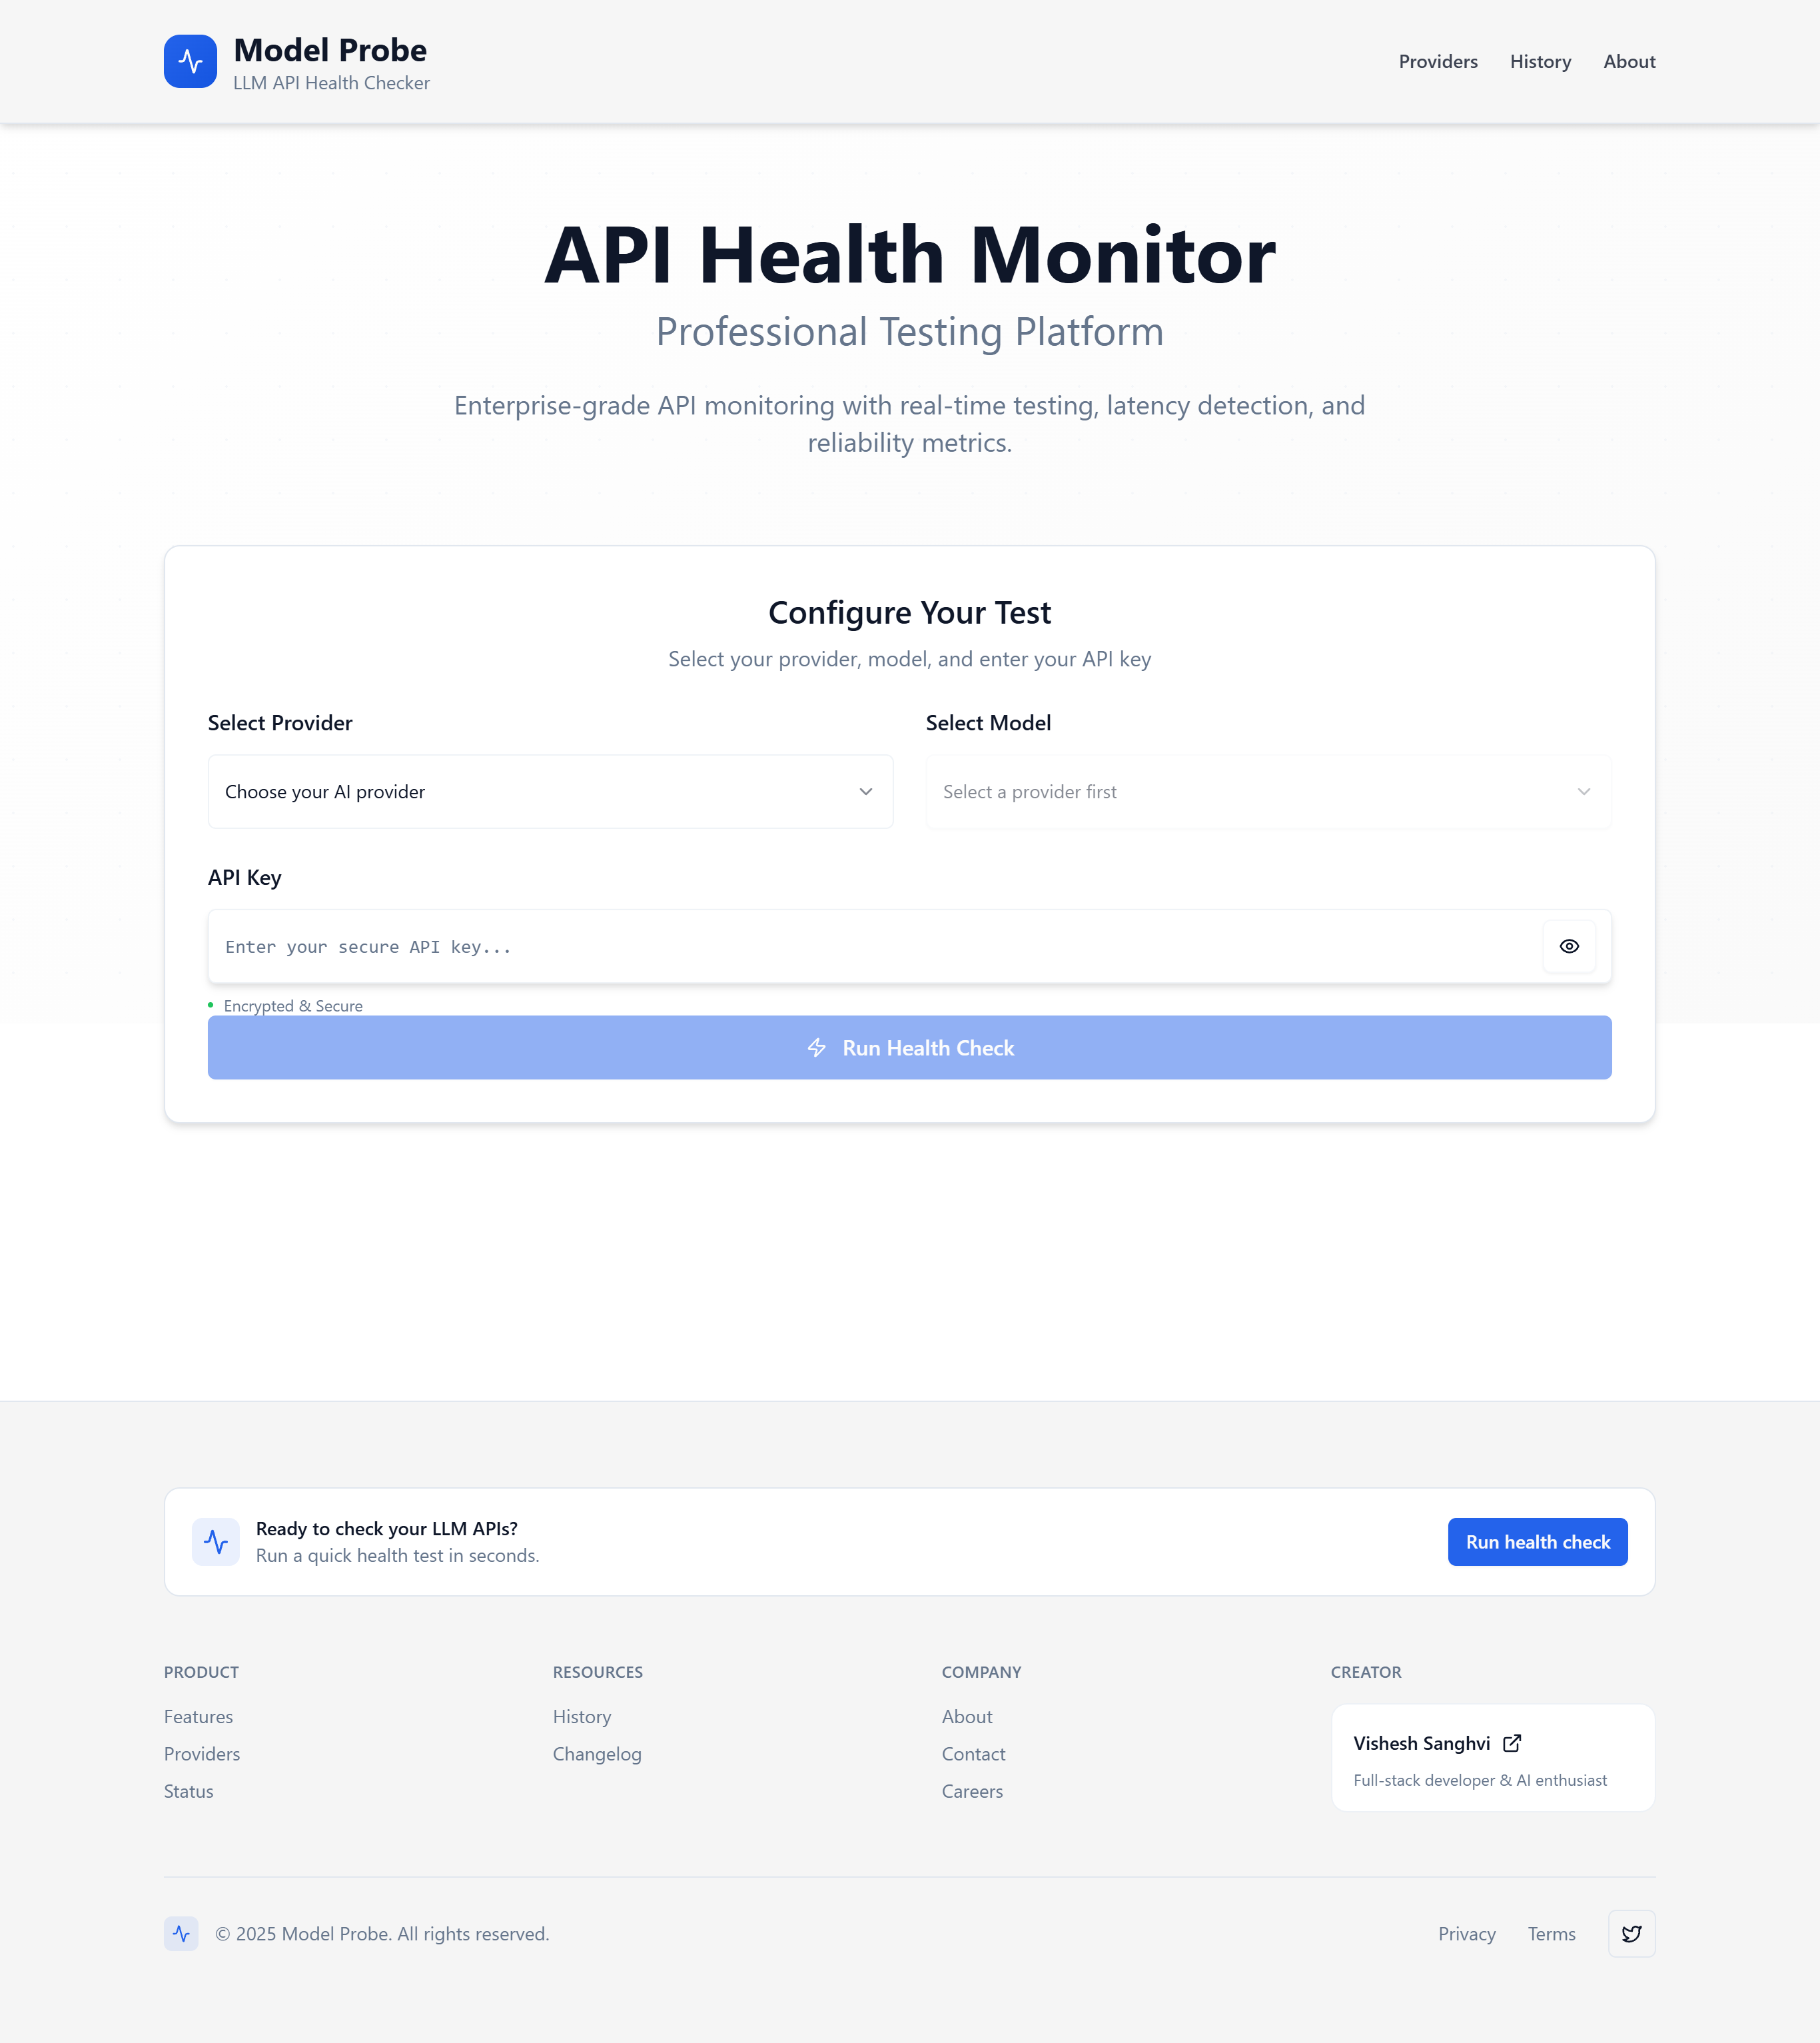 Model Probe
LLM API Health Checker
Providers
History
About
API Health Monitor
Professional Testing Platform
Enterprise-grade API monitoring with real-time testing, latency detection, and
reliability metrics.
Configure Your Test
Select your provider, model, and enter your API key
Select Provider
Choose your AI provider
Select Model
Select a provider first
API Key
Enter your secure API key...
Encrypted & Secure
Run Health Check
Ready to check your LLM APIs?
Run a quick health test in seconds.
Run health check
PRODUCT
Features
Providers
Status
RESOURCES
History
Changelog
COMPANY
About
Contact
Careers
CREATOR
Vishesh Sanghvi
Full-stack developer & AI enthusiast
© 2025 Model Probe. All rights reserved.
Privacy
Terms